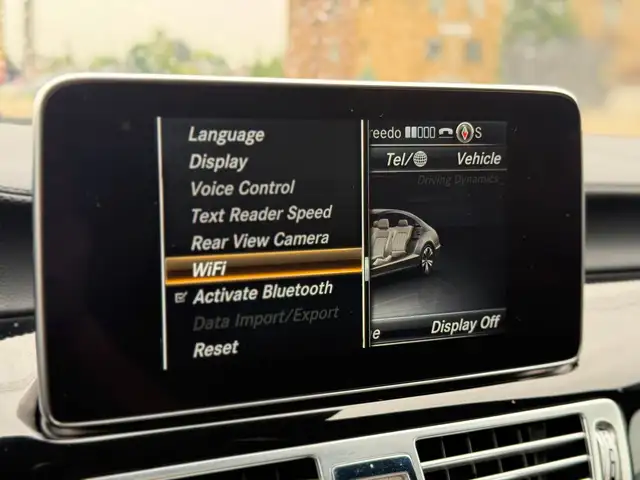 Language
Display
Voice Control
Text Reader Speed
Rear View Camera
WiFi
Activate Bluetooth
Data Import/Export
Reset
reedo S
Tel/ Vehicle
Driving Dynamics
e Display Off